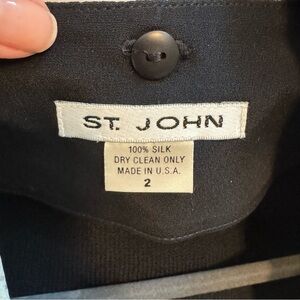 ST. JOHN
100% SILK
DRY CLEAN ONLY
MADE IN U.S.A.
2